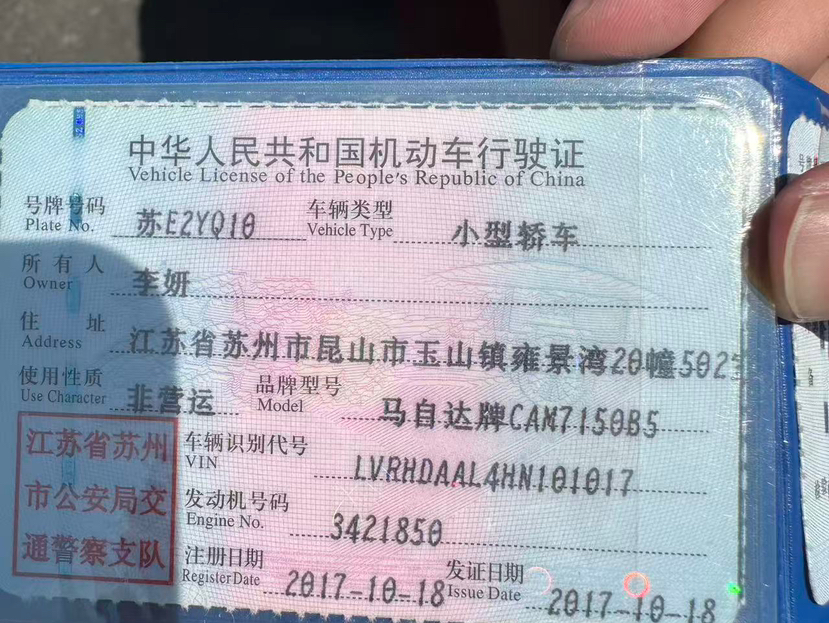 中华人民共和国机动车行驶证
Vehicle License of the People's Republic of China
号牌号码 苏E2YQ10 车辆类型 小型轿车
Plate No. Vehicle Type
所有人 李妍
Owner
住址 江苏省苏州市昆山市玉山镇雍景湾20幢502
Address
使用性质 非营运 品牌型号 马自达牌CAM7150B5
Use Character Model
江苏省苏州
市公安局交
通警察支队
车辆识别代号 LVRHDAAL4HN101017
VIN
发动机号码 3421850
Engine No.
注册日期 2017-10-18 发证日期 2017-10-18
Register Date Issue Date